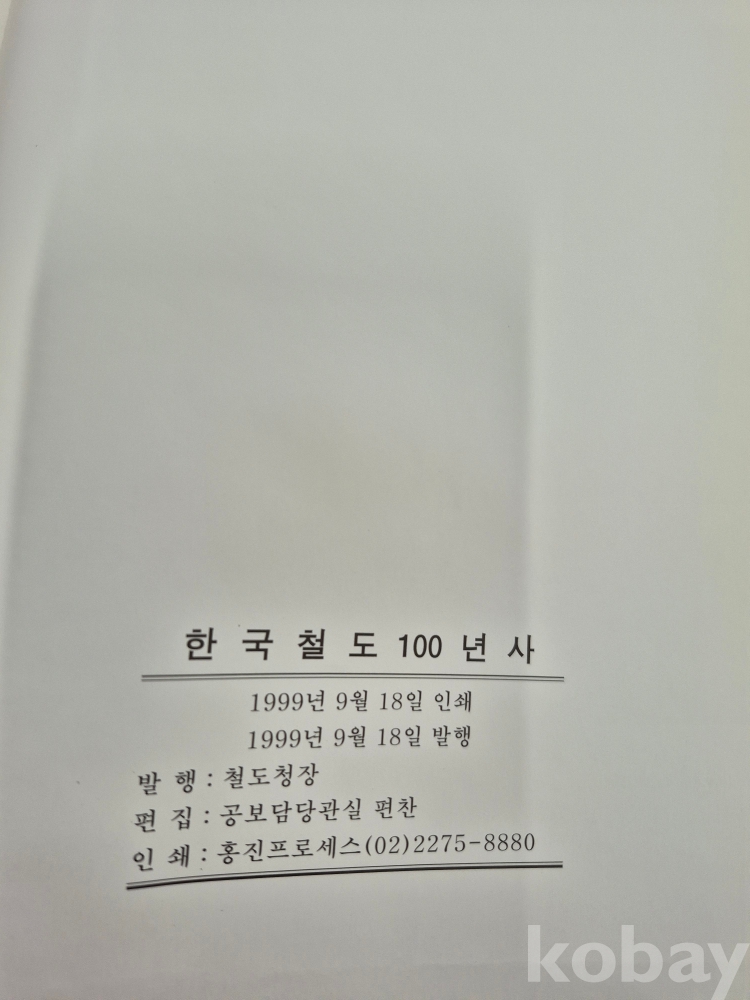 한 국 철 도 100 년 사
1999년 9월 18일 인쇄
1999년 9월 18일 발행
발 행 : 철도청장
편 집 : 공보담당관실 편찬
인 쇄 : 홍진프로세스(02)2275-8880
kobay